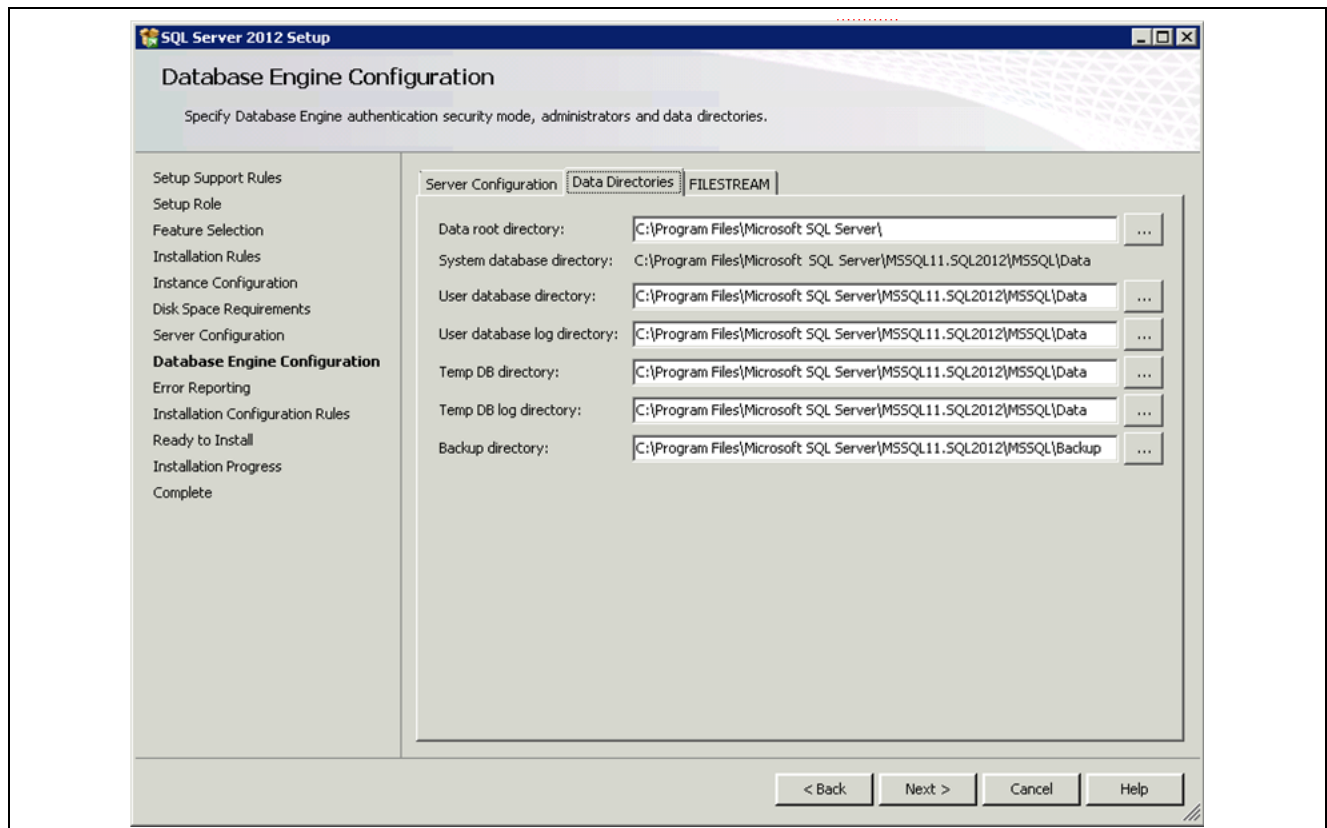 SQL Server 2012 Setup
Database Engine Configuration
Specify Database Engine authentication security mode, administrators and data directories.
Setup Support Rules
Setup Role
Feature Selection
Installation Rules
Instance Configuration
Disk Space Requirements
Server Configuration
Database Engine Configuration
Error Reporting
Installation Configuration Rules
Ready to Install
Installation Progress
Complete
Server Configuration Data Directories FILESTREAM
Data root directory: C:\Program Files\Microsoft SQL Server\ ...
System database directory: C:\Program Files\Microsoft SQL Server\MSSQL11.SQL2012\MSSQL\Data
User database directory: C:\Program Files\Microsoft SQL Server\MSSQL11.SQL2012\MSSQL\Data ...
User database log directory: C:\Program Files\Microsoft SQL Server\MSSQL11.SQL2012\MSSQL\Data ...
Temp DB directory: C:\Program Files\Microsoft SQL Server\MSSQL11.SQL2012\MSSQL\Data ...
Temp DB log directory: C:\Program Files\Microsoft SQL Server\MSSQL11.SQL2012\MSSQL\Data ...
Backup directory: C:\Program Files\Microsoft SQL Server\MSSQL11.SQL2012\MSSQL\Backup ...
< Back Next > Cancel Help